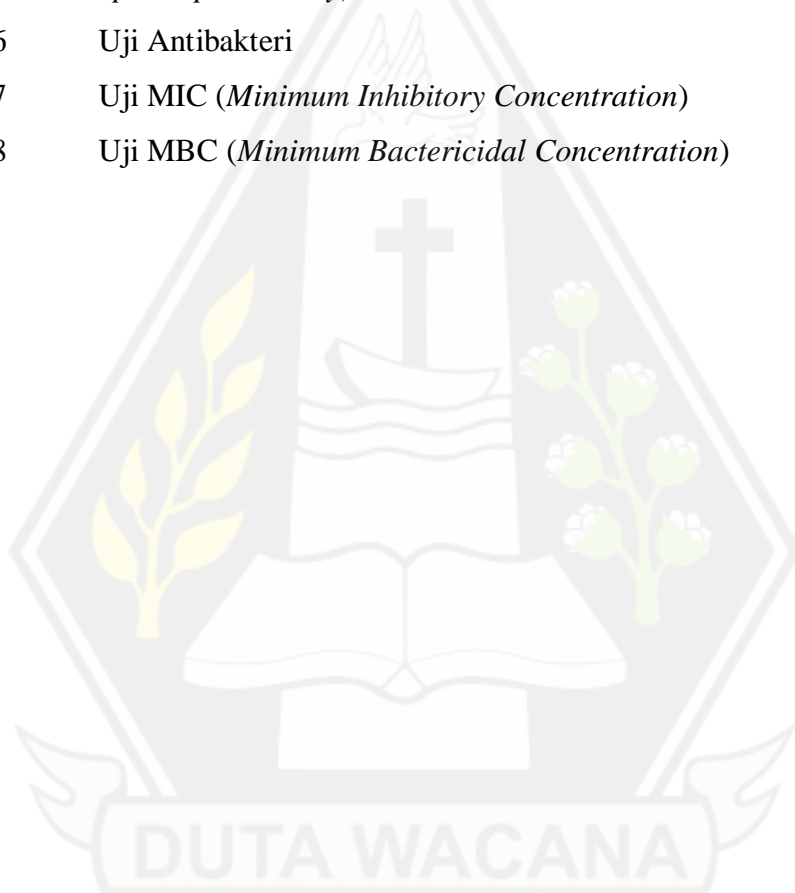 6 Uji Antibakteri
7 Uji MIC (Minimum Inhibitory Concentration)
8 Uji MBC (Minimum Bactericidal Concentration)
DUTA WACANA